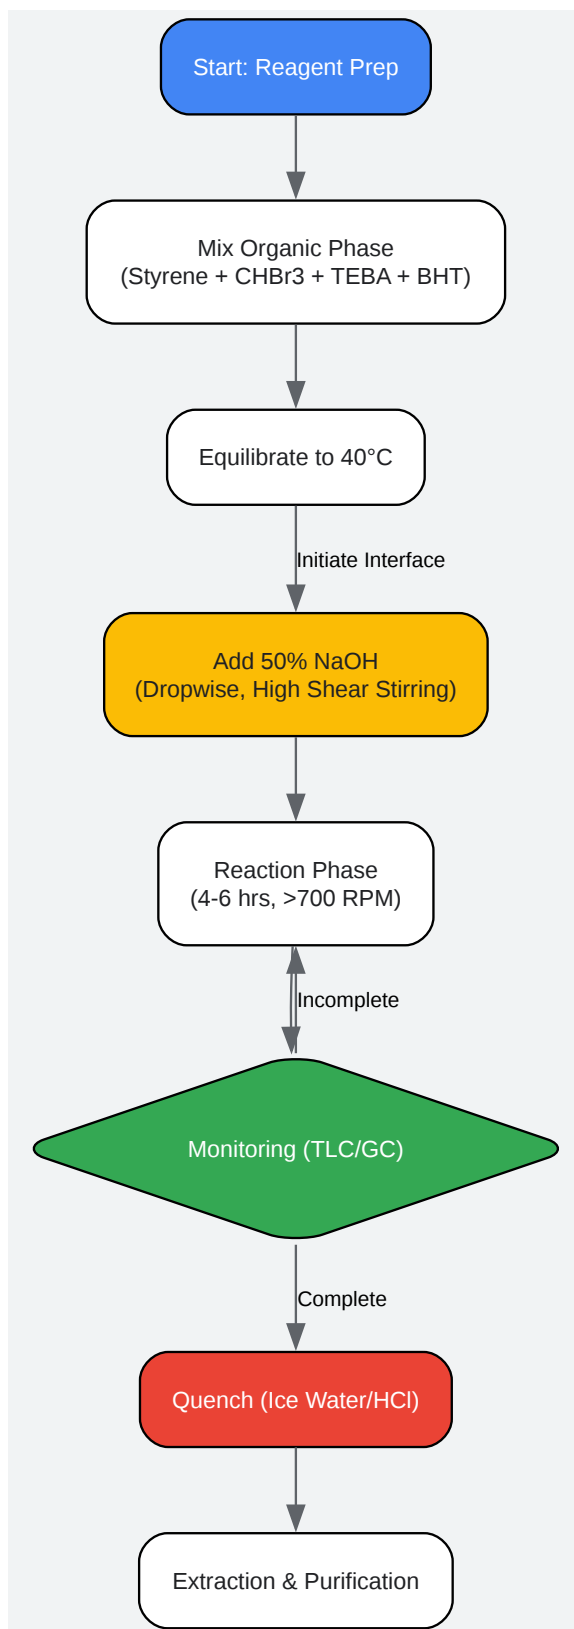 Start: Reagent Prep
Mix Organic Phase
(Styrene + CHBr3 + TEBA + BHT)
Equilibrate to 40°C
Initiate Interface
Add 50% NaOH
(Dropwise, High Shear Stirring)
Reaction Phase
(4-6 hrs, >700 RPM)
Incomplete
Monitoring (TLC/GC)
Complete
Quench (Ice Water/HCl)
Extraction & Purification